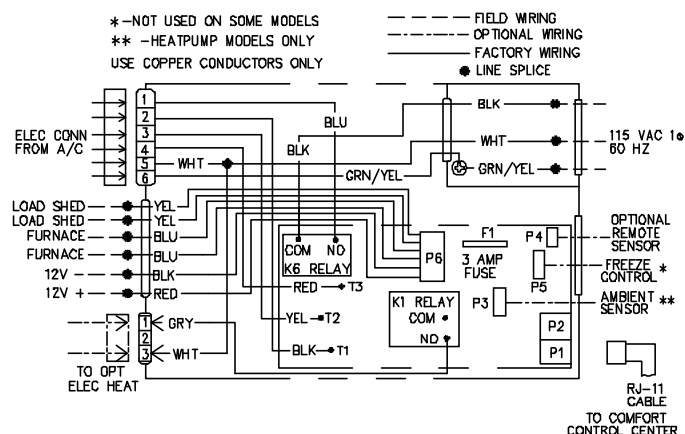 *-NOT USED ON SOME MODELS
** -HEATPUMP MODELS ONLY
USE COPPER CONDUCTORS ONLY
FIELD WIRING
OPTIONAL WIRING
FACTORY WIRING
LINE SPLICE
1
2
3
4
5
6
ELEC CONN
FROM A/C
WHT
BLU
BLK
GRN/YEL
BLK
WHT
GRN/YEL
115 VAC 1ø
60 HZ
LOAD SHED
YEL
LOAD SHED
YEL
FURNACE
BLU
FURNACE
BLU
12V -
BLK
12V +
RED
COM
NO
K6 RELAY
P6
F1
3 AMP
FUSE
P4
P5
P3
P2
P1
OPTIONAL
REMOTE
SENSOR
FREEZE
CONTROL *
AMBIENT
SENSOR **
RED
T3
YEL
T2
BLK
T1
K1 RELAY
COM
NO
1
2
3
GRY
WHT
TO OPT
ELEC HEAT
RJ-11
CABLE
TO COMFORT
CONTROL CENTER